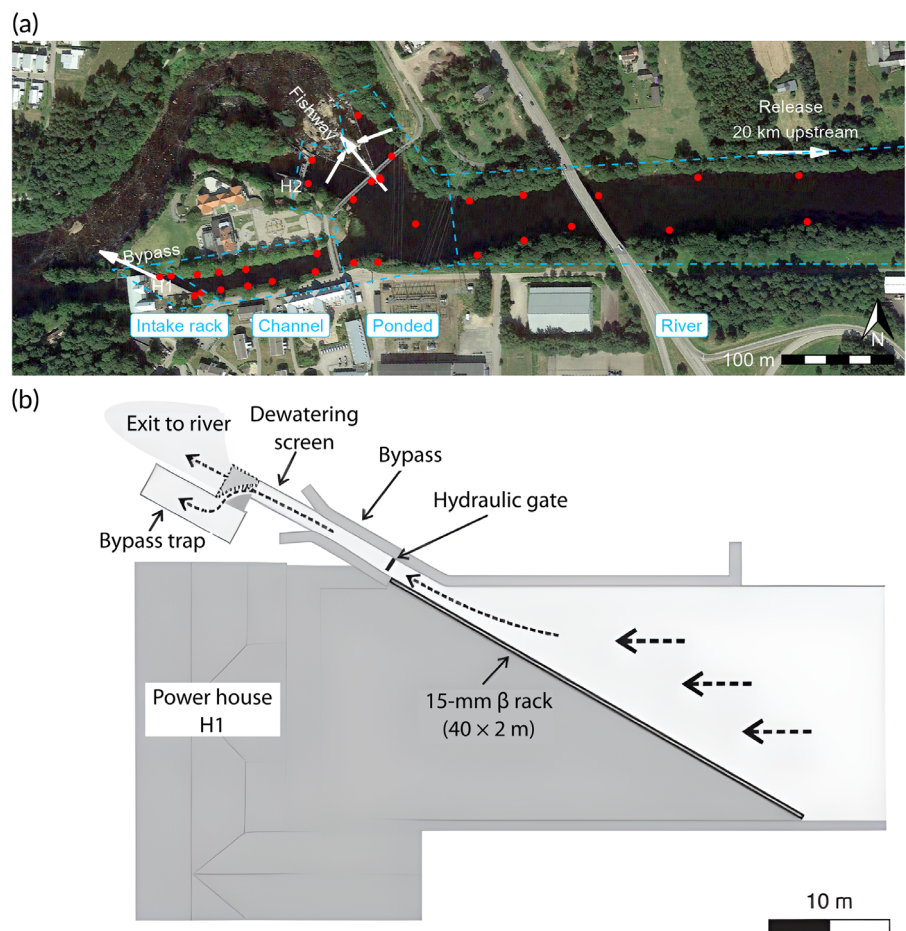 (a)
Fishway
Release
20 km upstream
H2
Bypass
H1
Intake rack
Channel
Ponded
River
N
100 m
(b)
Exit to river
Dewatering
screen
Bypass
Hydraulic gate
Bypass trap
15-mm β rack
(40 × 2 m)
Power house
H1
10 m